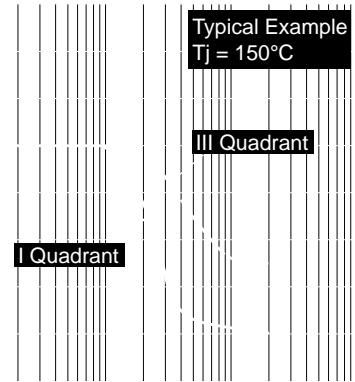 Typical Example
Tj = 150°C
III Quadrant
I Quadrant